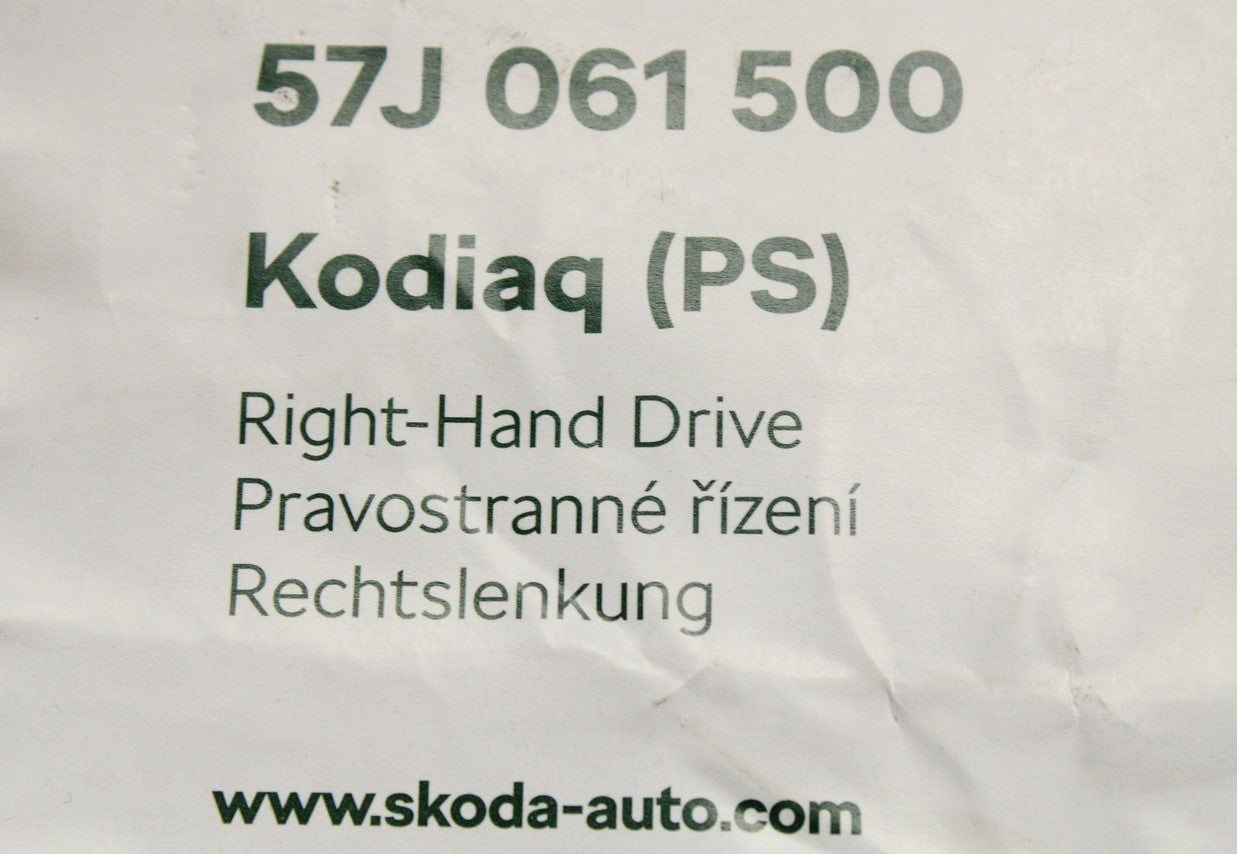 57J 061 500
Kodiaq (PS)
Right-Hand Drive
Pravostranné řízení
Rechtslenkung
www.skoda-auto.com